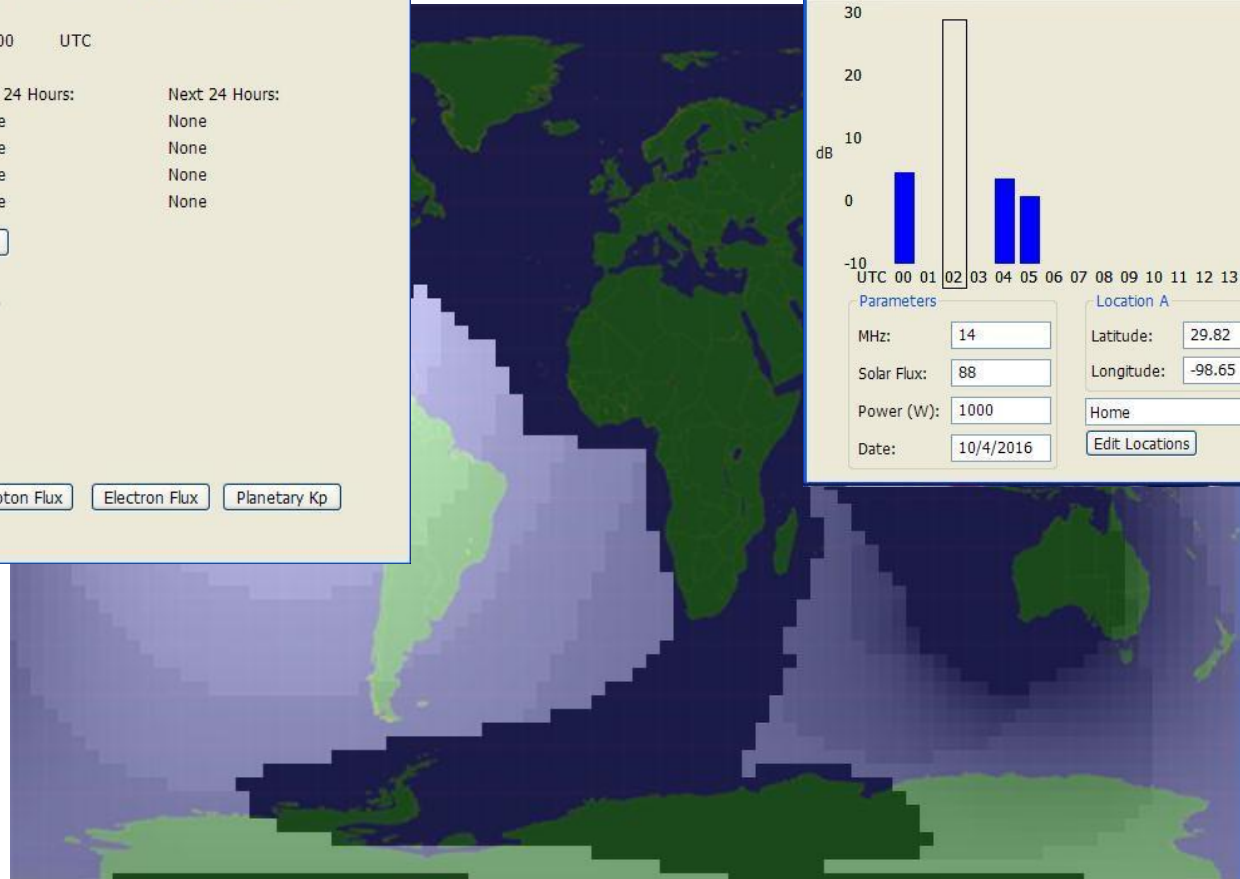 00 UTC
24 Hours: Next 24 Hours:
None
None
None
None
oton Flux Electron Flux Planetary Kp
30
20
10
dB
0
-10
UTC 00 01 02 03 04 05 06 07 08 09 10 11 12 13
Parameters
MHz: 14
Solar Flux: 88
Power (W): 1000
Date: 10/4/2016
Location A
Latitude: 29.82
Longitude: -98.65
Home
Edit Locations